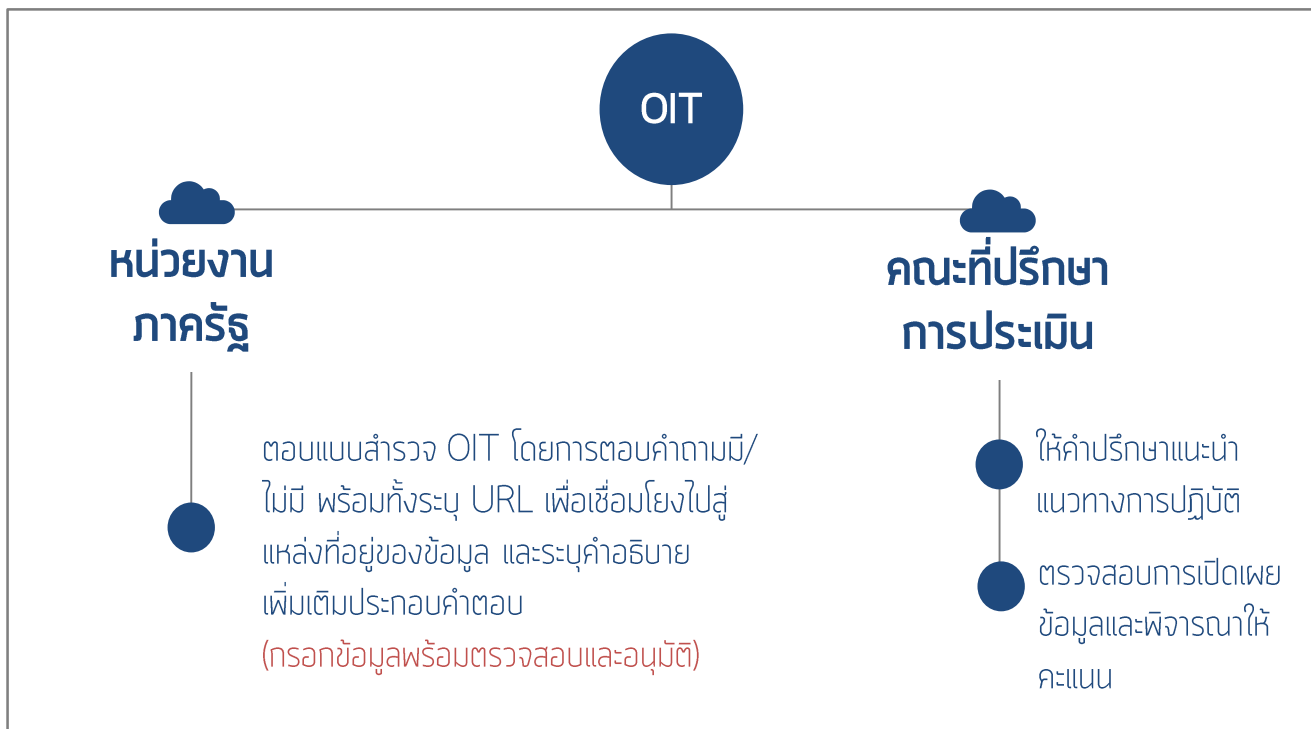 OIT
หน่วยงาน
ภาครัฐ
ตอบแบบสำรวจ OIT โดยการตอบคำถามมี/
ไม่มี พร้อมทั้งระบุ URL เพื่อเชื่อมโยงไปสู่
แหล่งที่อยู่ของข้อมูล และระบุคำอธิบาย
เพิ่มเติมประกอบคำตอบ
(กรอกข้อมูลพร้อมตรวจสอบและอนุมัติ)
คณะที่ปรึกษา
การประเมิน
ให้คำปรึกษาแนะนำ
แนวทางการปฏิบัติ
ตรวจสอบการเปิดเผย
ข้อมูลและพิจารณาให้
คะแนน